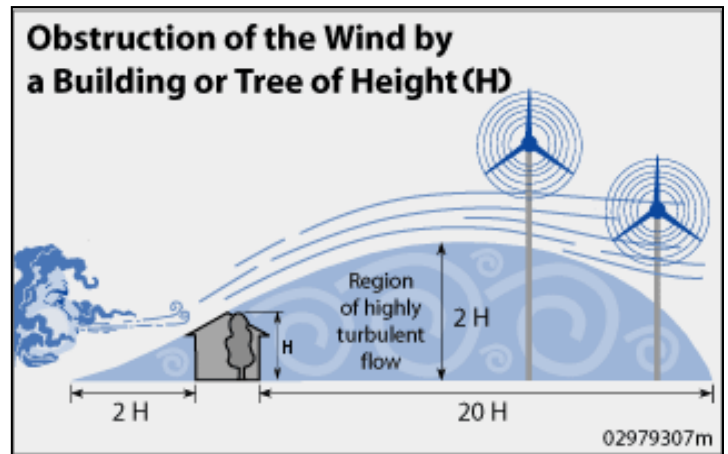 Obstruction of the Wind by
a Building or Tree of Height (H)
Region
of highly
turbulent
flow
2 H
H
2 H
20 H
02979307m